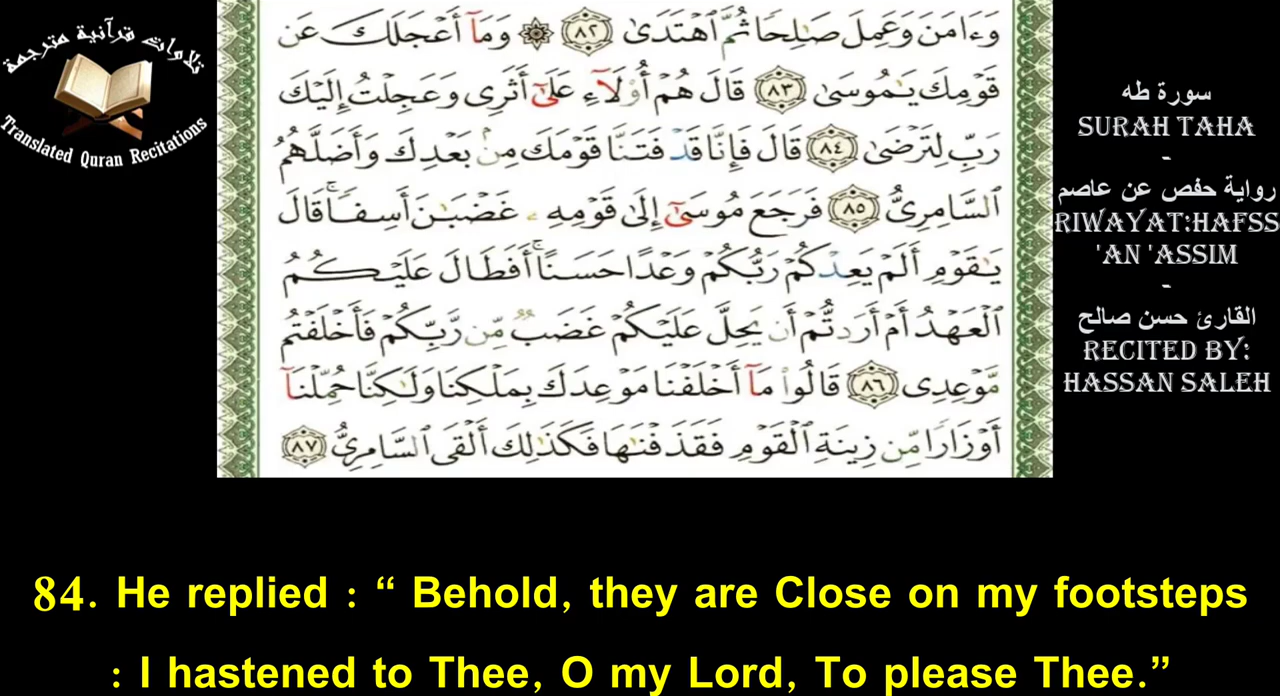 تلاوات قرآنية مترجمة
Translated Quran Recitations
وَءَامَنَ وَعَمِلَ صَـٰلِحًا ثُمَّ ٱهْتَدَىٰ ٨٢ ۞ وَمَآ أَعْجَلَكَ عَن
قَوْمِكَ يَـٰمُوسَىٰ ٨٣ قَالَ هُمْ أُو۟لَآءِ عَلَىٰٓ أَثَرِى وَعَجِلْتُ إِلَيْكَ
رَبِّ لِتَرْضَىٰ ٨٤ قَالَ فَإِنَّا قَدْ فَتَنَّا قَوْمَكَ مِنۢ بَعْدِكَ وَأَضَلَّهُمُ
ٱلسَّامِرِىُّ ٨٥ فَرَجَعَ مُوسَىٰٓ إِلَىٰ قَوْمِهِۦ غَضْبَـٰنَ أَسِفًا ۚ قَالَ
يَـٰقَوْمِ أَلَمْ يَعِدْكُمْ رَبُّكُمْ وَعْدًا حَسَنًا ۚ أَفَطَالَ عَلَيْكُمُ
ٱلْعَهْدُ أَمْ أَرَدتُّمْ أَن يَحِلَّ عَلَيْكُمْ غَضَبٌ مِّن رَّبِّكُمْ فَأَخْلَفْتُم
مَّوْعِدِى ٨٦ قَالُوا۟ مَآ أَخْلَفْنَا مَوْعِدَكَ بِمَلْكِنَا وَلَـٰكِنَّا حُمِّلْنَآ
أَوْزَارًا مِّن زِينَةِ ٱلْقَوْمِ فَقَذَفْنَـٰهَا فَكَذَٰلِكَ أَلْقَى ٱلسَّامِرِىُّ ٨٧
سورة طه
SURAH TAHA
-
رواية حفص عن عاصم
RIWAYAT:HAFSS
'AN 'ASSIM
-
القارئ حسن صالح
RECITED BY:
HASSAN SALEH
84. He replied : “ Behold, they are Close on my footsteps
: I hastened to Thee, O my Lord, To please Thee.”